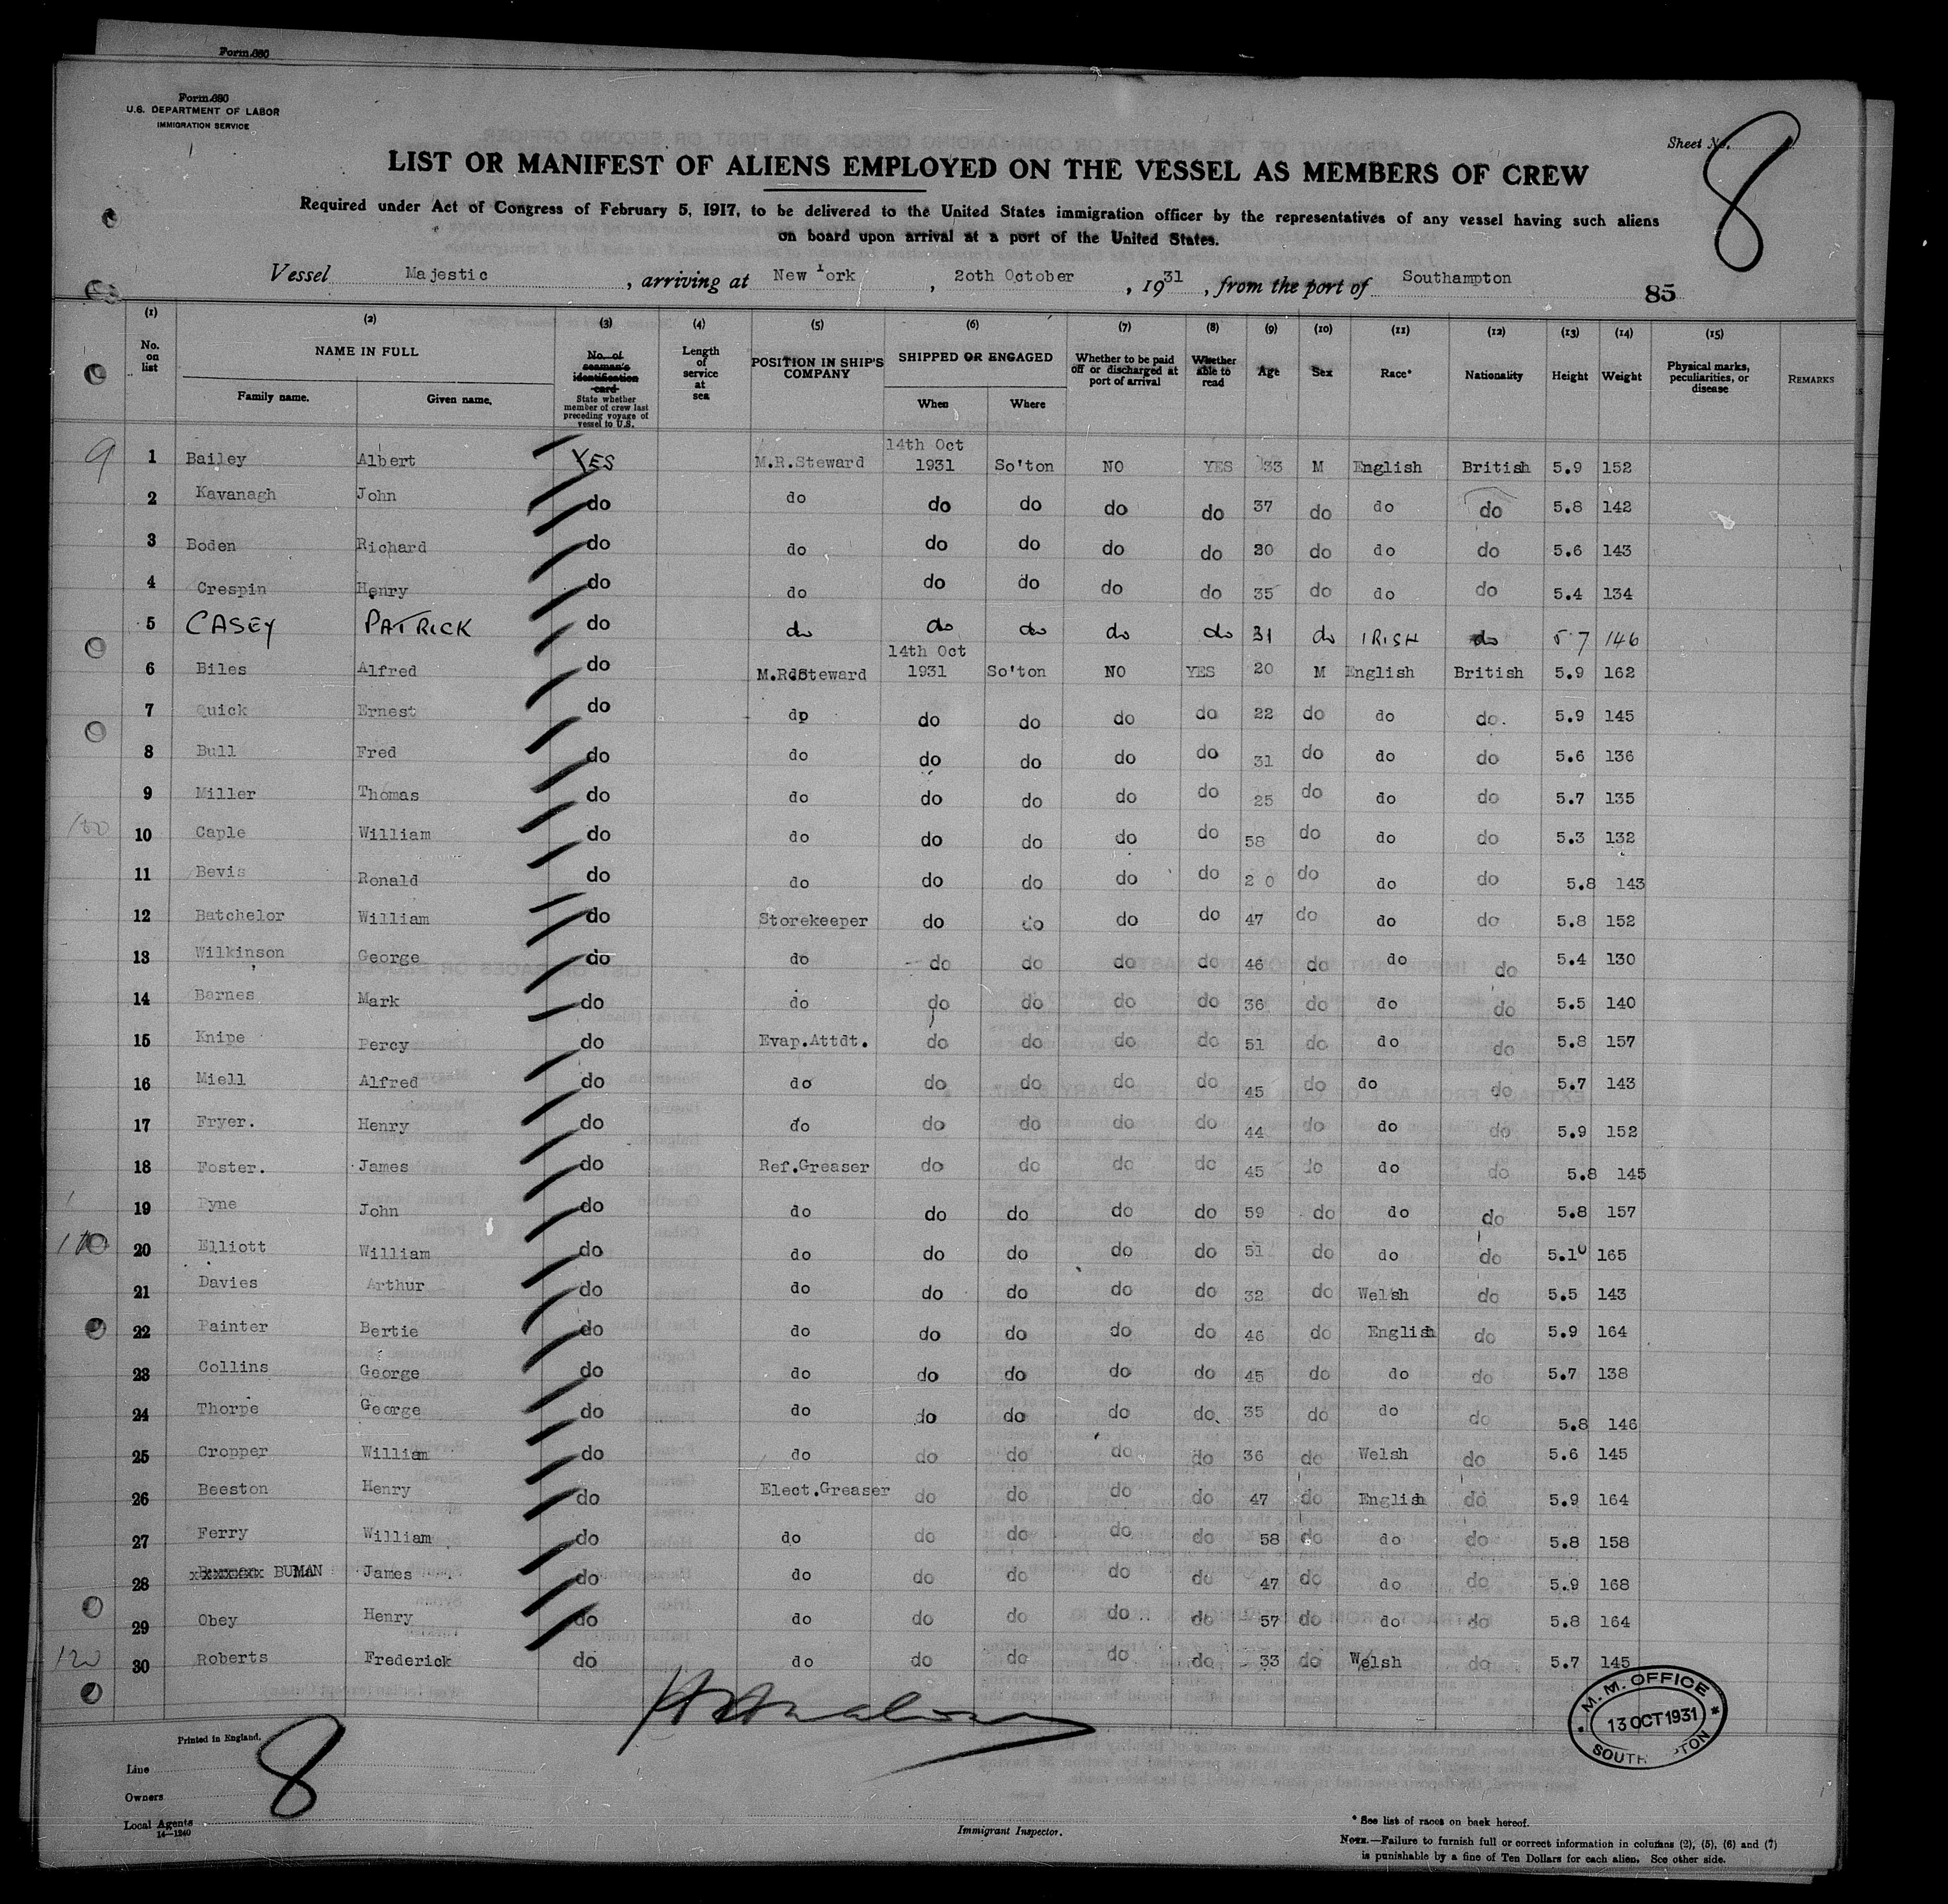 Form 680
Form 680
U.S. DEPARTMENT OF LABOR
IMMIGRATION SERVICE
Sheet No. 8
LIST OR MANIFEST OF ALIENS EMPLOYED ON THE VESSEL AS MEMBERS OF CREW
Required under Act of Congress of February 5, 1917, to be delivered to the United States immigration officer by the representatives of any vessel having such aliens
on board upon arrival at a port of the United States.
Vessel Majestic, arriving at New York, 20th October, 1931, from the port of Southampton 85
(1) (2) (3) (4) (5) (6) (7) (8) (9) (10) (11) (12) (13) (14) (15)
No. on list NAME IN FULL Family name. Given name. No. of seaman's identification card State whether member of crew last preceding voyage of vessel to U.S. Length of service at sea POSITION IN SHIP'S COMPANY SHIPPED OR ENGAGED When Where Whether to be paid off or discharged at port of arrival Whether able to read Age Sex Race* Nationality Height Weight Physical marks, peculiarities, or disease REMARKS
9 1 Bailey Albert YES M.R.Steward 14th Oct 1931 So'ton NO YES 33 M English British 5.9 152
2 Kavanagh John do do do do do do 37 do do do 5.8 142
3 Boden Richard do do do do do do 30 do do do 5.6 143
4 Crespin Henry do do do do do do 35 do do do 5.4 134
5 CASEY PATRICK do do do do do do 31 do IRISH do 5.7 146
6 Biles Alfred do M.R.Steward 14th Oct 1931 So'ton NO YES 20 M English British 5.9 162
7 Quick Ernest do do do do do do 22 do do do. 5.9 145
8 Bull Fred do do do do do do 31 do do do 5.6 136
9 Miller Thomas do do do do do do 25 do do do 5.7 135
100 10 Caple William do do do do do do 58 do do do 5.3 132
11 Bevis Ronald do do do do do do 20 do do do 5.8 143
12 Batchelor William do Storekeeper do do do do 47 do do do 5.8 152
13 Wilkinson George do do do do do do 46 do do do 5.4 130
14 Barnes Mark do do do do do do 36 do do do 5.5 140
15 Knipe Percy do Evap.Attdt. do do do do 51 do do do 5.8 157
16 Miell Alfred do do do do do do 45 do do do 5.7 143
17 Fryer. Henry do do do do do do 44 do do do 5.9 152
18 Foster. James do Ref.Greaser do do do do 45 do do do 5.8 145
19 Pyne John do do do do do do 59 do do do 5.8 157
110 20 Elliott William do do do do do do 51 do do do 5.10 165
21 Davies Arthur do do do do do do 32 do Welsh do 5.5 143
22 Painter Bertie do do do do do do 46 do English do 5.9 164
23 Collins George do do do do do do 45 do do do 5.7 138
24 Thorpe George do do do do do do 35 do do do 5.8 146
25 Cropper William do do do do do do 36 do Welsh do 5.6 145
26 Beeston Henry do Elect.Greaser do do do do 47 do English do 5.9 164
27 Ferry William do do do do do do 58 do do do 5.8 158
28 BUMAN James do do do do do do 47 do do do 5.9 168
29 Obey Henry do do do do do do 57 do do do 5.8 164
120 30 Roberts Frederick do do do do do do 33 do Welsh do 5.7 145
M.M. OFFICE
13 OCT 1931
Printed in England.
8
Line
Owners
Local Agents
14—1240
Immigrant Inspector.
* See list of races on back hereof.
NOTE.—Failure to furnish full or correct information in columns (2), (5), (6) and (7)
is punishable by a fine of Ten Dollars for each alien. See other side.